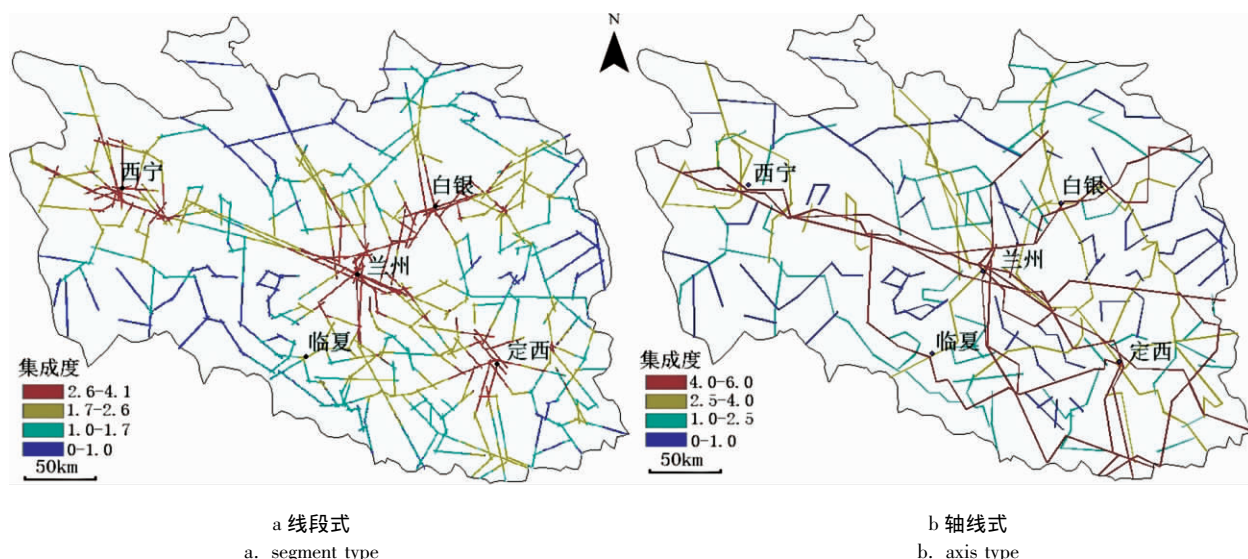 N
西宁
白银
兰州
临夏
定西
集成度
2.6-4.1
1.7-2.6
1.0-1.7
0-1.0
50km
西宁
白银
兰州
临夏
定西
集成度
4.0-6.0
2.5-4.0
1.0-2.5
0-1.0
50km
a 线段式
a. segment type
b 轴线式
b. axis type